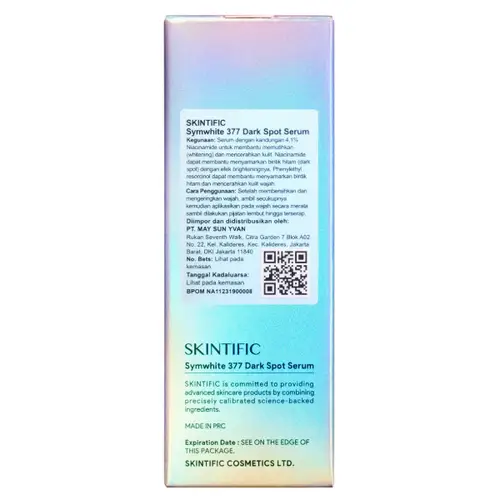 SKINTIFIC
Symwhite 377 Dark Spot Serum
Kegunaan: Serum dengan kandungan 4,1%
Niacinamide untuk membantu memutihkan
(whitening) dan mencerahkan kulit. Niacinamide
dapat membantu menyamarkan bintik hitam (dark
spot) dengan efek brighteningnya. Phenylethyl
resorcinol dapat membantu menyamarkan bintik
hitam dan mencerahkan kulit wajah.
Cara Penggunaan: Setelah membersihkan dan
mengeringkan wajah, ambil secukupnya
kemudian aplikasikan pada wajah secara merata
sambil dilakukan pijatan lembut hingga terserap.
Diimpor dan didistribusikan oleh:
PT. MAY SUN YVAN
Rukan Seventh Walk, Citra Garden 7 Blok A02
No. 22, Kel. Kalideres, Kec. Kalideres, Jakarta
Barat, DKI Jakarta 11840
No. Bets: Lihat pada
kemasan
Tanggal Kadaluarsa:
Lihat pada kemasan
BPOM NA11231900008
SKINTIFIC
Symwhite 377 Dark Spot Serum
SKINTIFIC is committed to providing
advanced skincare products by combining
precisely calibrated science-backed
ingredients.
MADE IN PRC
Expiration Date : SEE ON THE EDGE OF
THIS PACKAGE.
SKINTIFIC COSMETICS LTD.